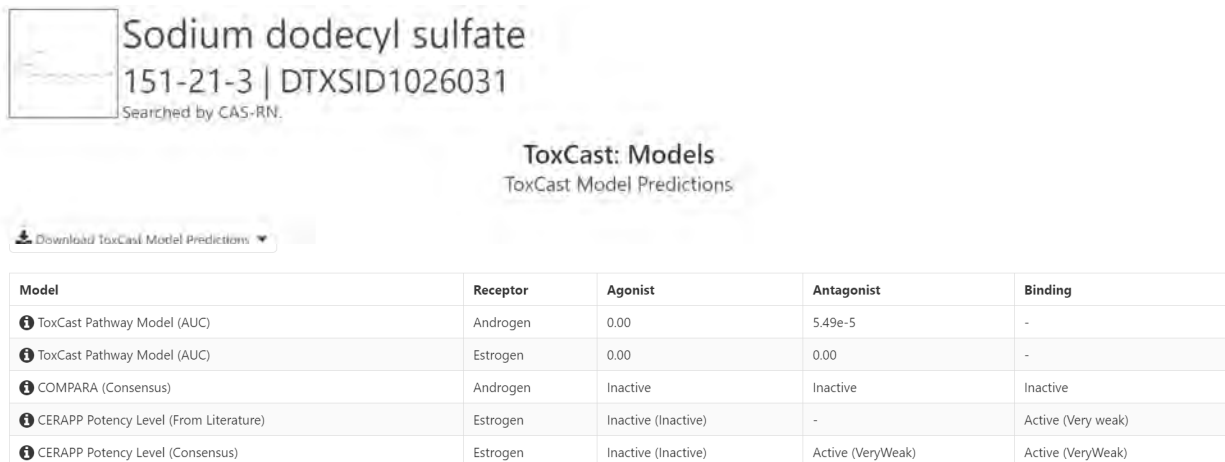 Sodium dodecyl sulfate
151-21-3 | DTXSID1026031
Searched by CAS-RN.
ToxCast: Models
ToxCast Model Predictions
Download ToxCast Model Predictions
Model Receptor Agonist Antagonist Binding
ToxCast Pathway Model (AUC) Androgen 0.00 5.49e-5 -
ToxCast Pathway Model (AUC) Estrogen 0.00 0.00 -
COMPARA (Consensus) Androgen Inactive Inactive Inactive
CERAPP Potency Level (From Literature) Estrogen Inactive (Inactive) - Active (Very weak)
CERAPP Potency Level (Consensus) Estrogen Inactive (Inactive) Active (VeryWeak) Active (VeryWeak)